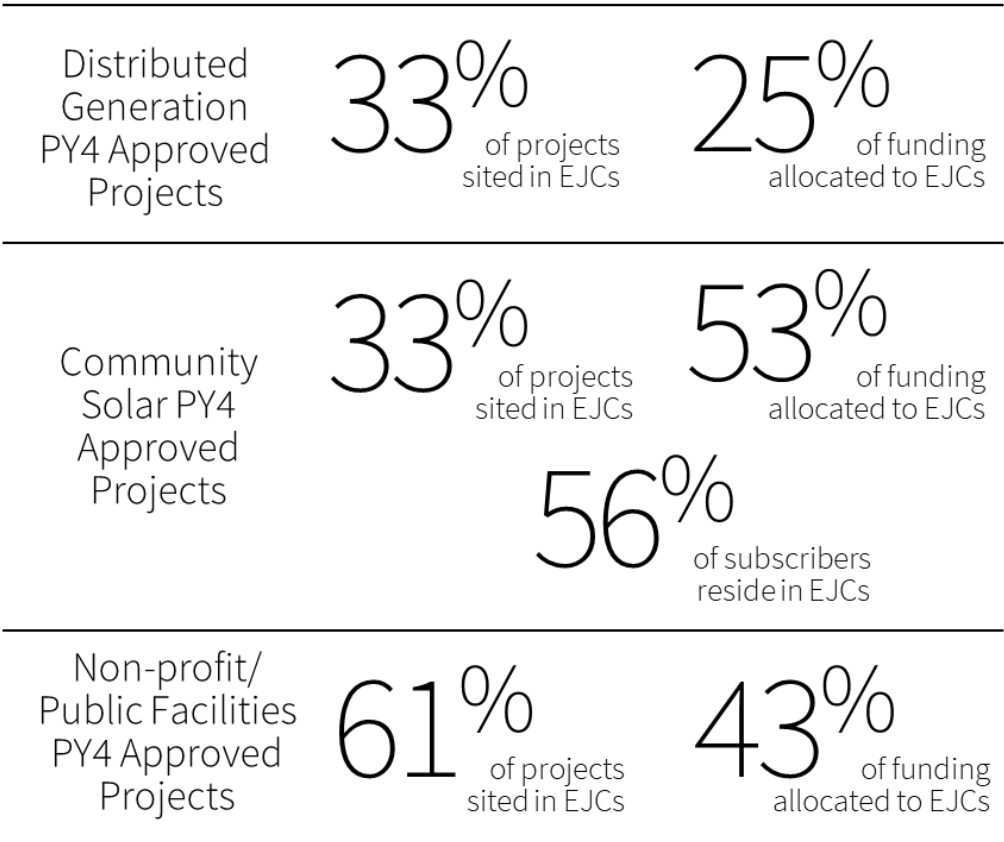 Distributed
Generation
PY4 Approved
Projects
33%
of projects
sited in EJCs
25%
of funding
allocated to EJCs
Community
Solar PY4
Approved
Projects
33%
of projects
sited in EJCs
53%
of funding
allocated to EJCs
56%
of subscribers
reside in EJCs
Non-profit/
Public Facilities
PY4 Approved
Projects
61%
of projects
sited in EJCs
43%
of funding
allocated to EJCs